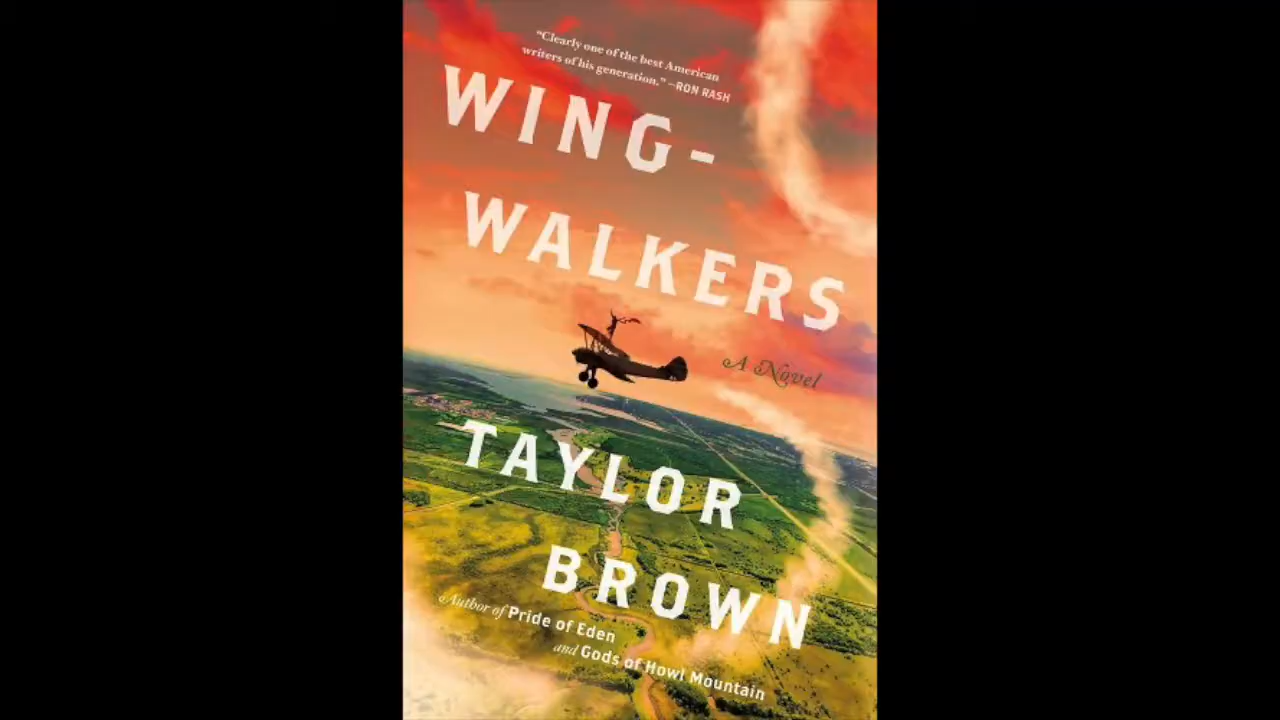 "Clearly one of the best American
writers of his generation." —RON RASH
WING-
WALKERS
A Novel
TAYLOR
BROWN
Author of Pride of Eden
and Gods of Howl Mountain